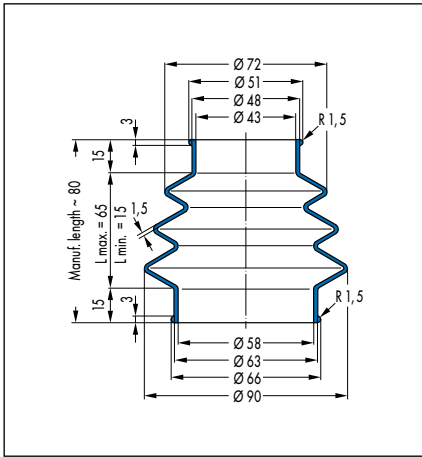 Ø 72
Ø 51
Ø 48
Ø 43
R 1,5
3
15
Manuf. length ~ 80
L max. = 65
L min. = 15
1,5
15
3
R 1,5
Ø 58
Ø 63
Ø 66
Ø 90